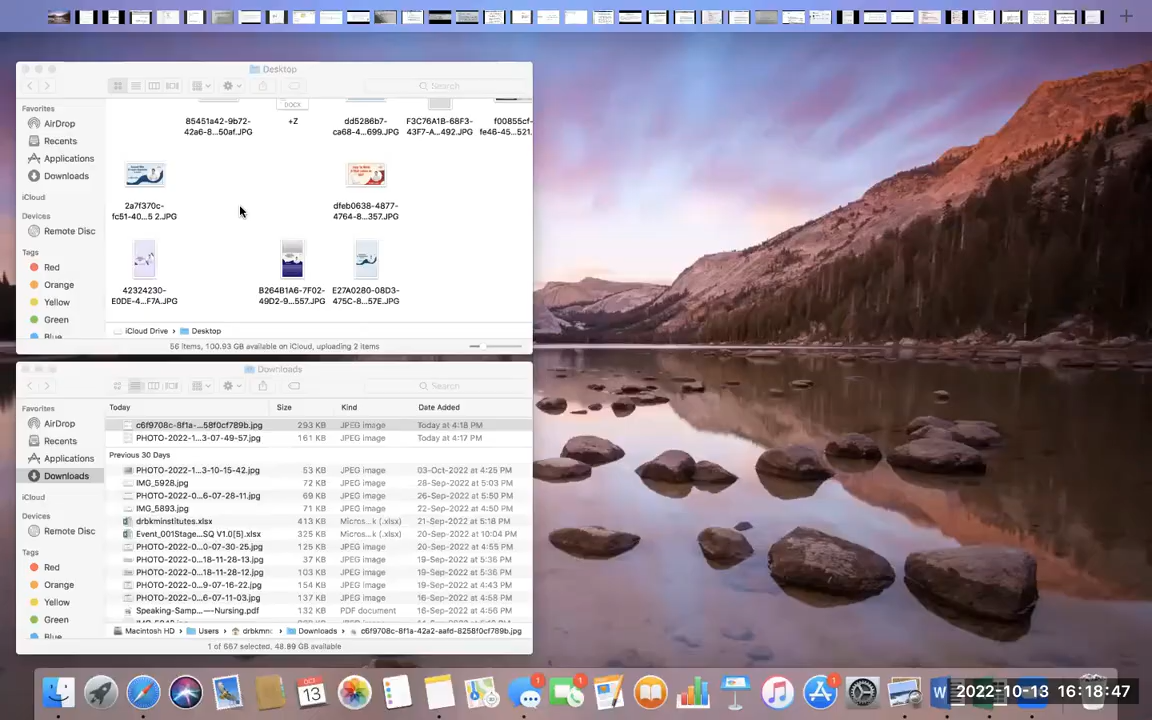 Desktop
Search
Favorites
AirDrop
Recents
Applications
Downloads
iCloud
Devices
Remote Disc
Tags
Red
Orange
Yellow
Green
Blue
DOCX
85451a42-9b72-
42a6-8...50af.JPG
+Z
dd5286b7-
ca68-4...699.JPG
F3C76A1B-68F3-
43F7-A...492.JPG
f00855cf-
fe46-45...521.
2a7f370c-
fc51-40...5 2.JPG
dfeb0638-4877-
4764-8...357.JPG
42324230-
E0DE-4...F7A.JPG
B264B1A6-7F02-
49D2-9...557.JPG
E27A0280-08D3-
475C-8...57E.JPG
iCloud Drive › Desktop
56 items, 100.93 GB available on iCloud, uploading 2 items
Downloads
Search
Favorites
AirDrop
Recents
Applications
Downloads
iCloud
Devices
Remote Disc
Tags
Red
Orange
Yellow
Green
Blue
Today Size Kind Date Added
c6f9708c-8f1a-...58f0cf789b.jpg 293 KB JPEG image Today at 4:18 PM
PHOTO-2022-1...3-07-49-57.jpg 161 KB JPEG image Today at 4:17 PM
Previous 30 Days
PHOTO-2022-1...3-10-15-42.jpg 53 KB JPEG image 03-Oct-2022 at 4:25 PM
IMG_5928.jpg 72 KB JPEG image 28-Sep-2022 at 5:03 PM
PHOTO-2022-0...6-07-28-11.jpg 69 KB JPEG image 26-Sep-2022 at 5:50 PM
IMG_5893.jpg 71 KB JPEG image 22-Sep-2022 at 4:50 PM
drbkminstitutes.xlsx 413 KB Micros...k (.xlsx) 21-Sep-2022 at 5:18 PM
Event_001Stage...SQ V1.0[5].xlsx 325 KB Micros...k (.xlsx) 20-Sep-2022 at 10:04 PM
PHOTO-2022-0...0-07-30-25.jpg 125 KB JPEG image 20-Sep-2022 at 4:55 PM
PHOTO-2022-0...18-11-28-13.jpg 37 KB JPEG image 19-Sep-2022 at 5:36 PM
PHOTO-2022-0...18-11-28-12.jpg 103 KB JPEG image 19-Sep-2022 at 5:36 PM
PHOTO-2022-0...9-07-16-22.jpg 154 KB JPEG image 19-Sep-2022 at 4:43 PM
PHOTO-2022-0...6-07-11-03.jpg 137 KB JPEG image 16-Sep-2022 at 4:58 PM
Speaking-Samp...—-Nursing.pdf 132 KB PDF document 16-Sep-2022 at 4:56 PM
Macintosh HD › Users › drbkmn › Downloads › c6f9708c-8f1a-42a2-aafd-8258f0cf789b.jpg
1 of 667 selected, 48.89 GB available
OCT
13
1
1
1
2022-10-13 16:18:47